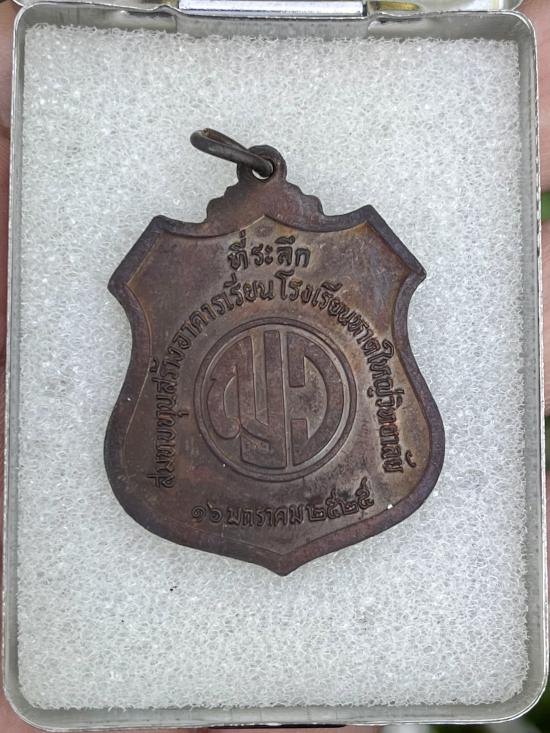 ที่ระลึก
สมทบทุนสร้างอาคารเรียนโรงเรียนหาดใหญ่วิทยาลัย
๑๖ มกราคม ๒๕๒๕